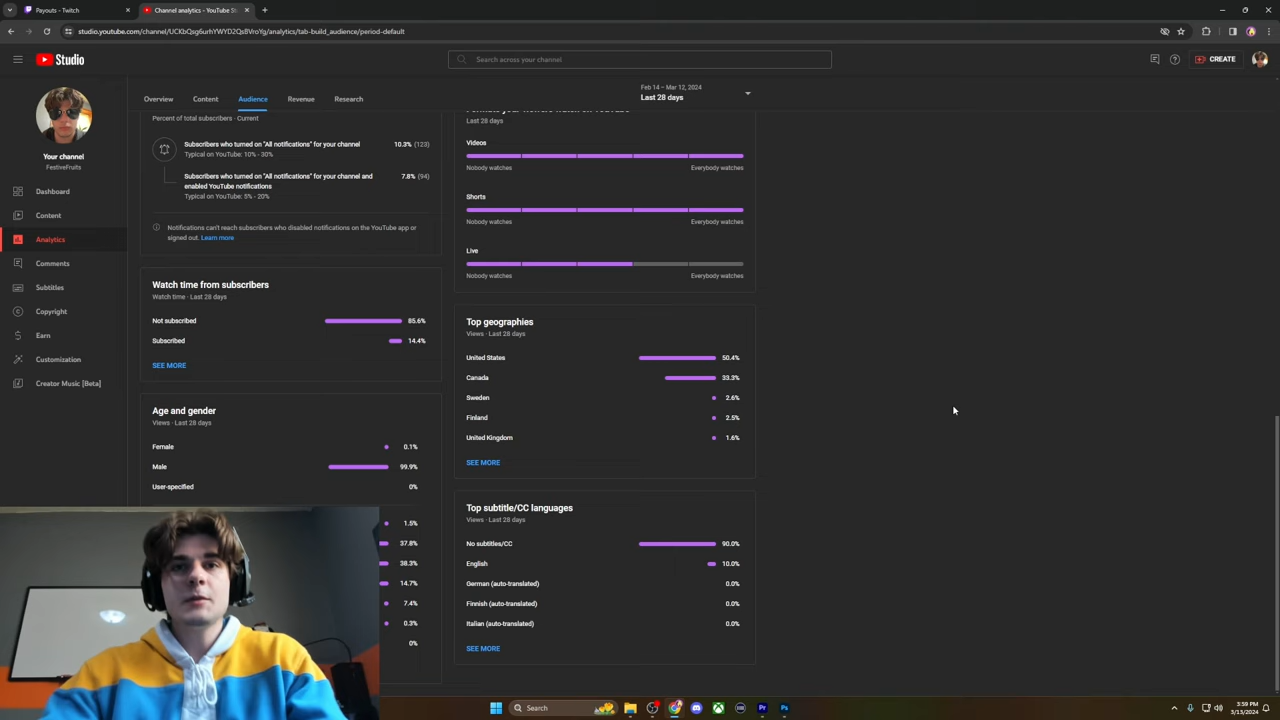 Payouts - Twitch
Channel analytics - YouTube St
studio.youtube.com/channel/UCKbQsg6urhYWYD2Qs8VroYg/analytics/tab-build_audience/period-default
Studio
Search across your channel
CREATE
Overview
Content
Audience
Revenue
Research
Feb 14 – Mar 12, 2024
Last 28 days
Your channel
FestiveFruits
Dashboard
Content
Analytics
Comments
Subtitles
Copyright
Earn
Customization
Creator Music [Beta]
Percent of total subscribers · Current
Subscribers who turned on "All notifications" for your channel 10.3% (123)
Typical on YouTube: 10% - 30%
Subscribers who turned on "All notifications" for your channel and 7.8% (94)
enabled YouTube notifications
Typical on YouTube: 5% - 20%
Notifications can't reach subscribers who disabled notifications on the YouTube app or
signed out. Learn more
Watch time from subscribers
Watch time · Last 28 days
Not subscribed 85.6%
Subscribed 14.4%
SEE MORE
Age and gender
Views · Last 28 days
Female 0.1%
Male 99.9%
User-specified 0%
1.5%
37.8%
38.3%
14.7%
7.4%
0.3%
0%
Last 28 days
Videos
Nobody watches Everybody watches
Shorts
Nobody watches Everybody watches
Live
Nobody watches Everybody watches
Top geographies
Views · Last 28 days
United States 50.4%
Canada 33.3%
Sweden 2.6%
Finland 2.5%
United Kingdom 1.6%
SEE MORE
Top subtitle/CC languages
Views · Last 28 days
No subtitles/CC 90.0%
English 10.0%
German (auto-translated) 0.0%
Finnish (auto-translated) 0.0%
Italian (auto-translated) 0.0%
SEE MORE
Search
3:59 PM
3/13/2024